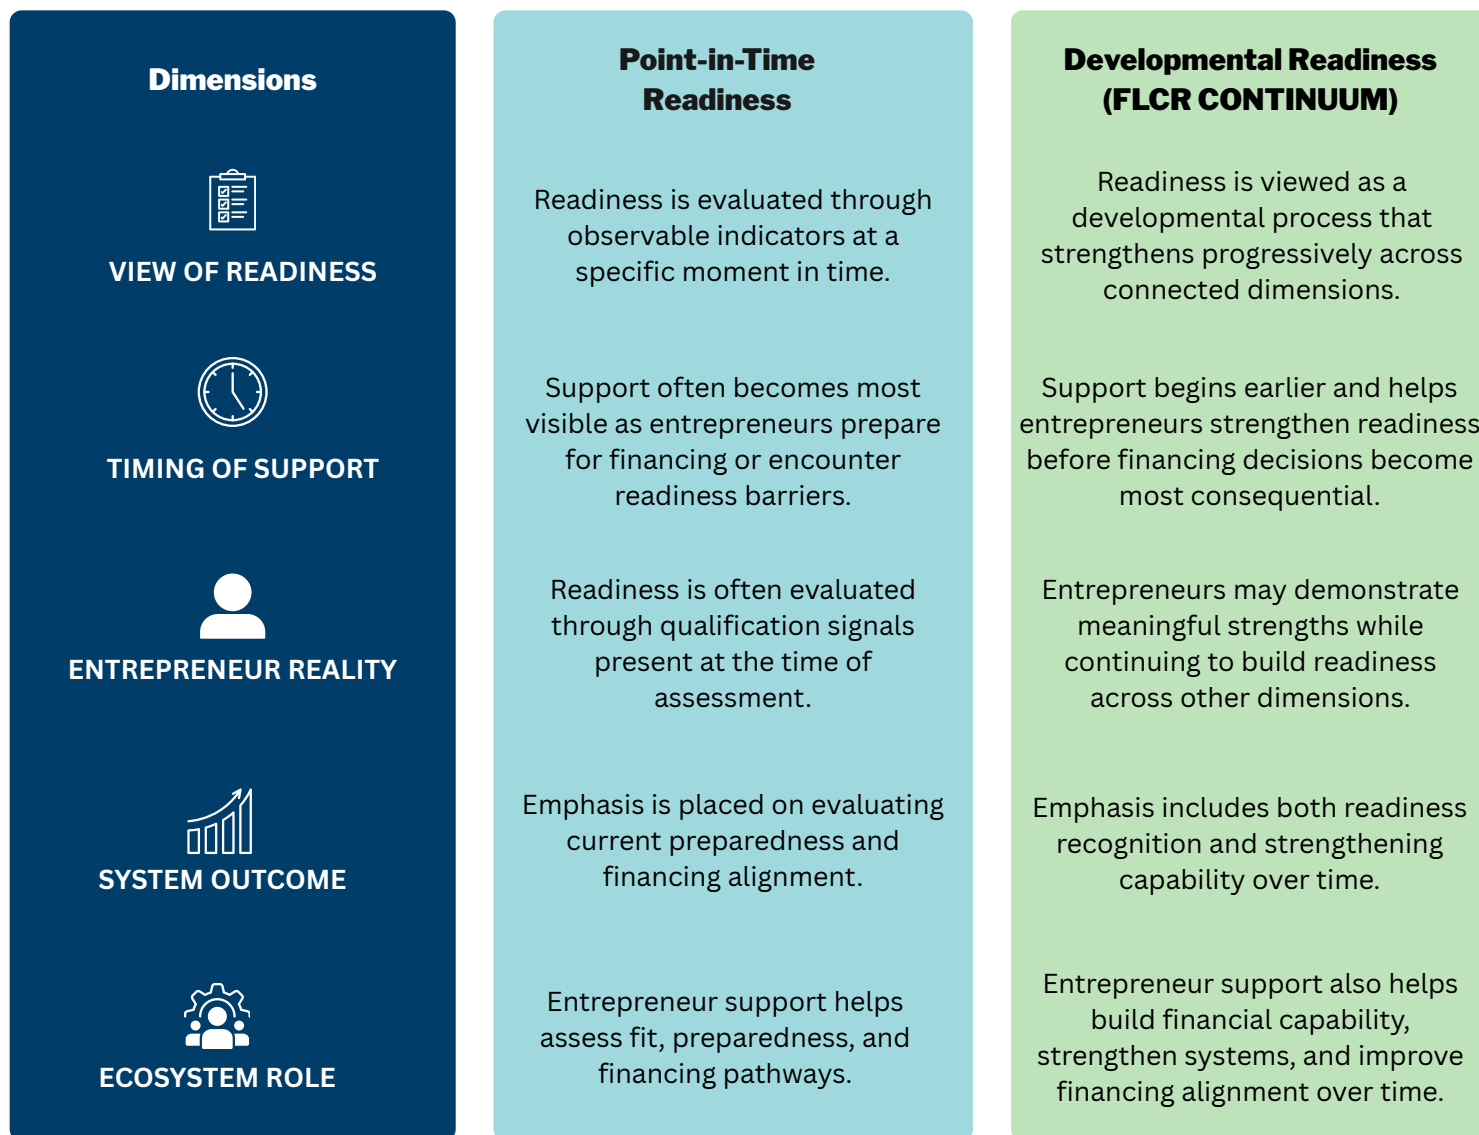 Dimensions
Point-in-Time
Readiness
Developmental Readiness
(FLCR CONTINUUM)
VIEW OF READINESS
Readiness is evaluated through
observable indicators at a
specific moment in time.
Readiness is viewed as a
developmental process that
strengthens progressively across
connected dimensions.
TIMING OF SUPPORT
Support often becomes most
visible as entrepreneurs prepare
for financing or encounter
readiness barriers.
Support begins earlier and helps
entrepreneurs strengthen readiness
before financing decisions become
most consequential.
ENTREPRENEUR REALITY
Readiness is often evaluated
through qualification signals
present at the time of
assessment.
Entrepreneurs may demonstrate
meaningful strengths while
continuing to build readiness
across other dimensions.
SYSTEM OUTCOME
Emphasis is placed on evaluating
current preparedness and
financing alignment.
Emphasis includes both readiness
recognition and strengthening
capability over time.
ECOSYSTEM ROLE
Entrepreneur support helps
assess fit, preparedness, and
financing pathways.
Entrepreneur support also helps
build financial capability,
strengthen systems, and improve
financing alignment over time.